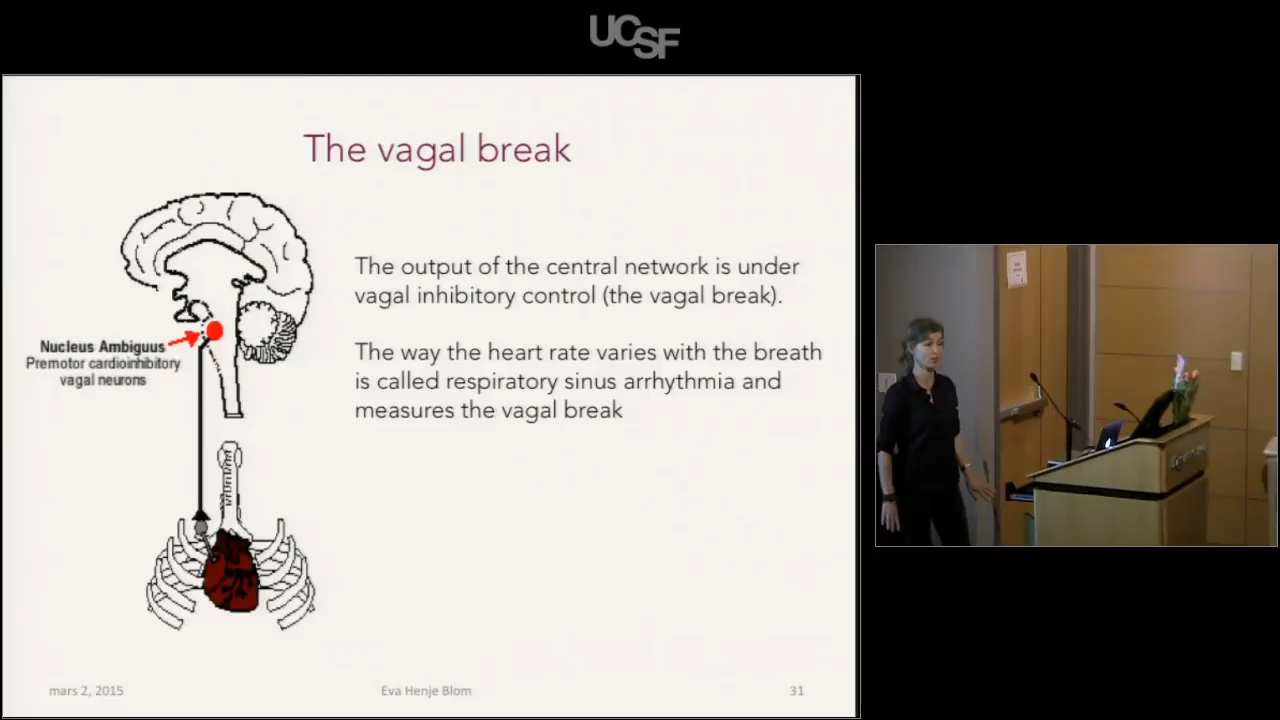 UCSF
The vagal break
The output of the central network is under
vagal inhibitory control (the vagal break).
Nucleus Ambiguus
Premotor cardioinhibitory
vagal neurons
The way the heart rate varies with the breath
is called respiratory sinus arrhythmia and
measures the vagal break
mars 2, 2015
Eva Henje Blom
31